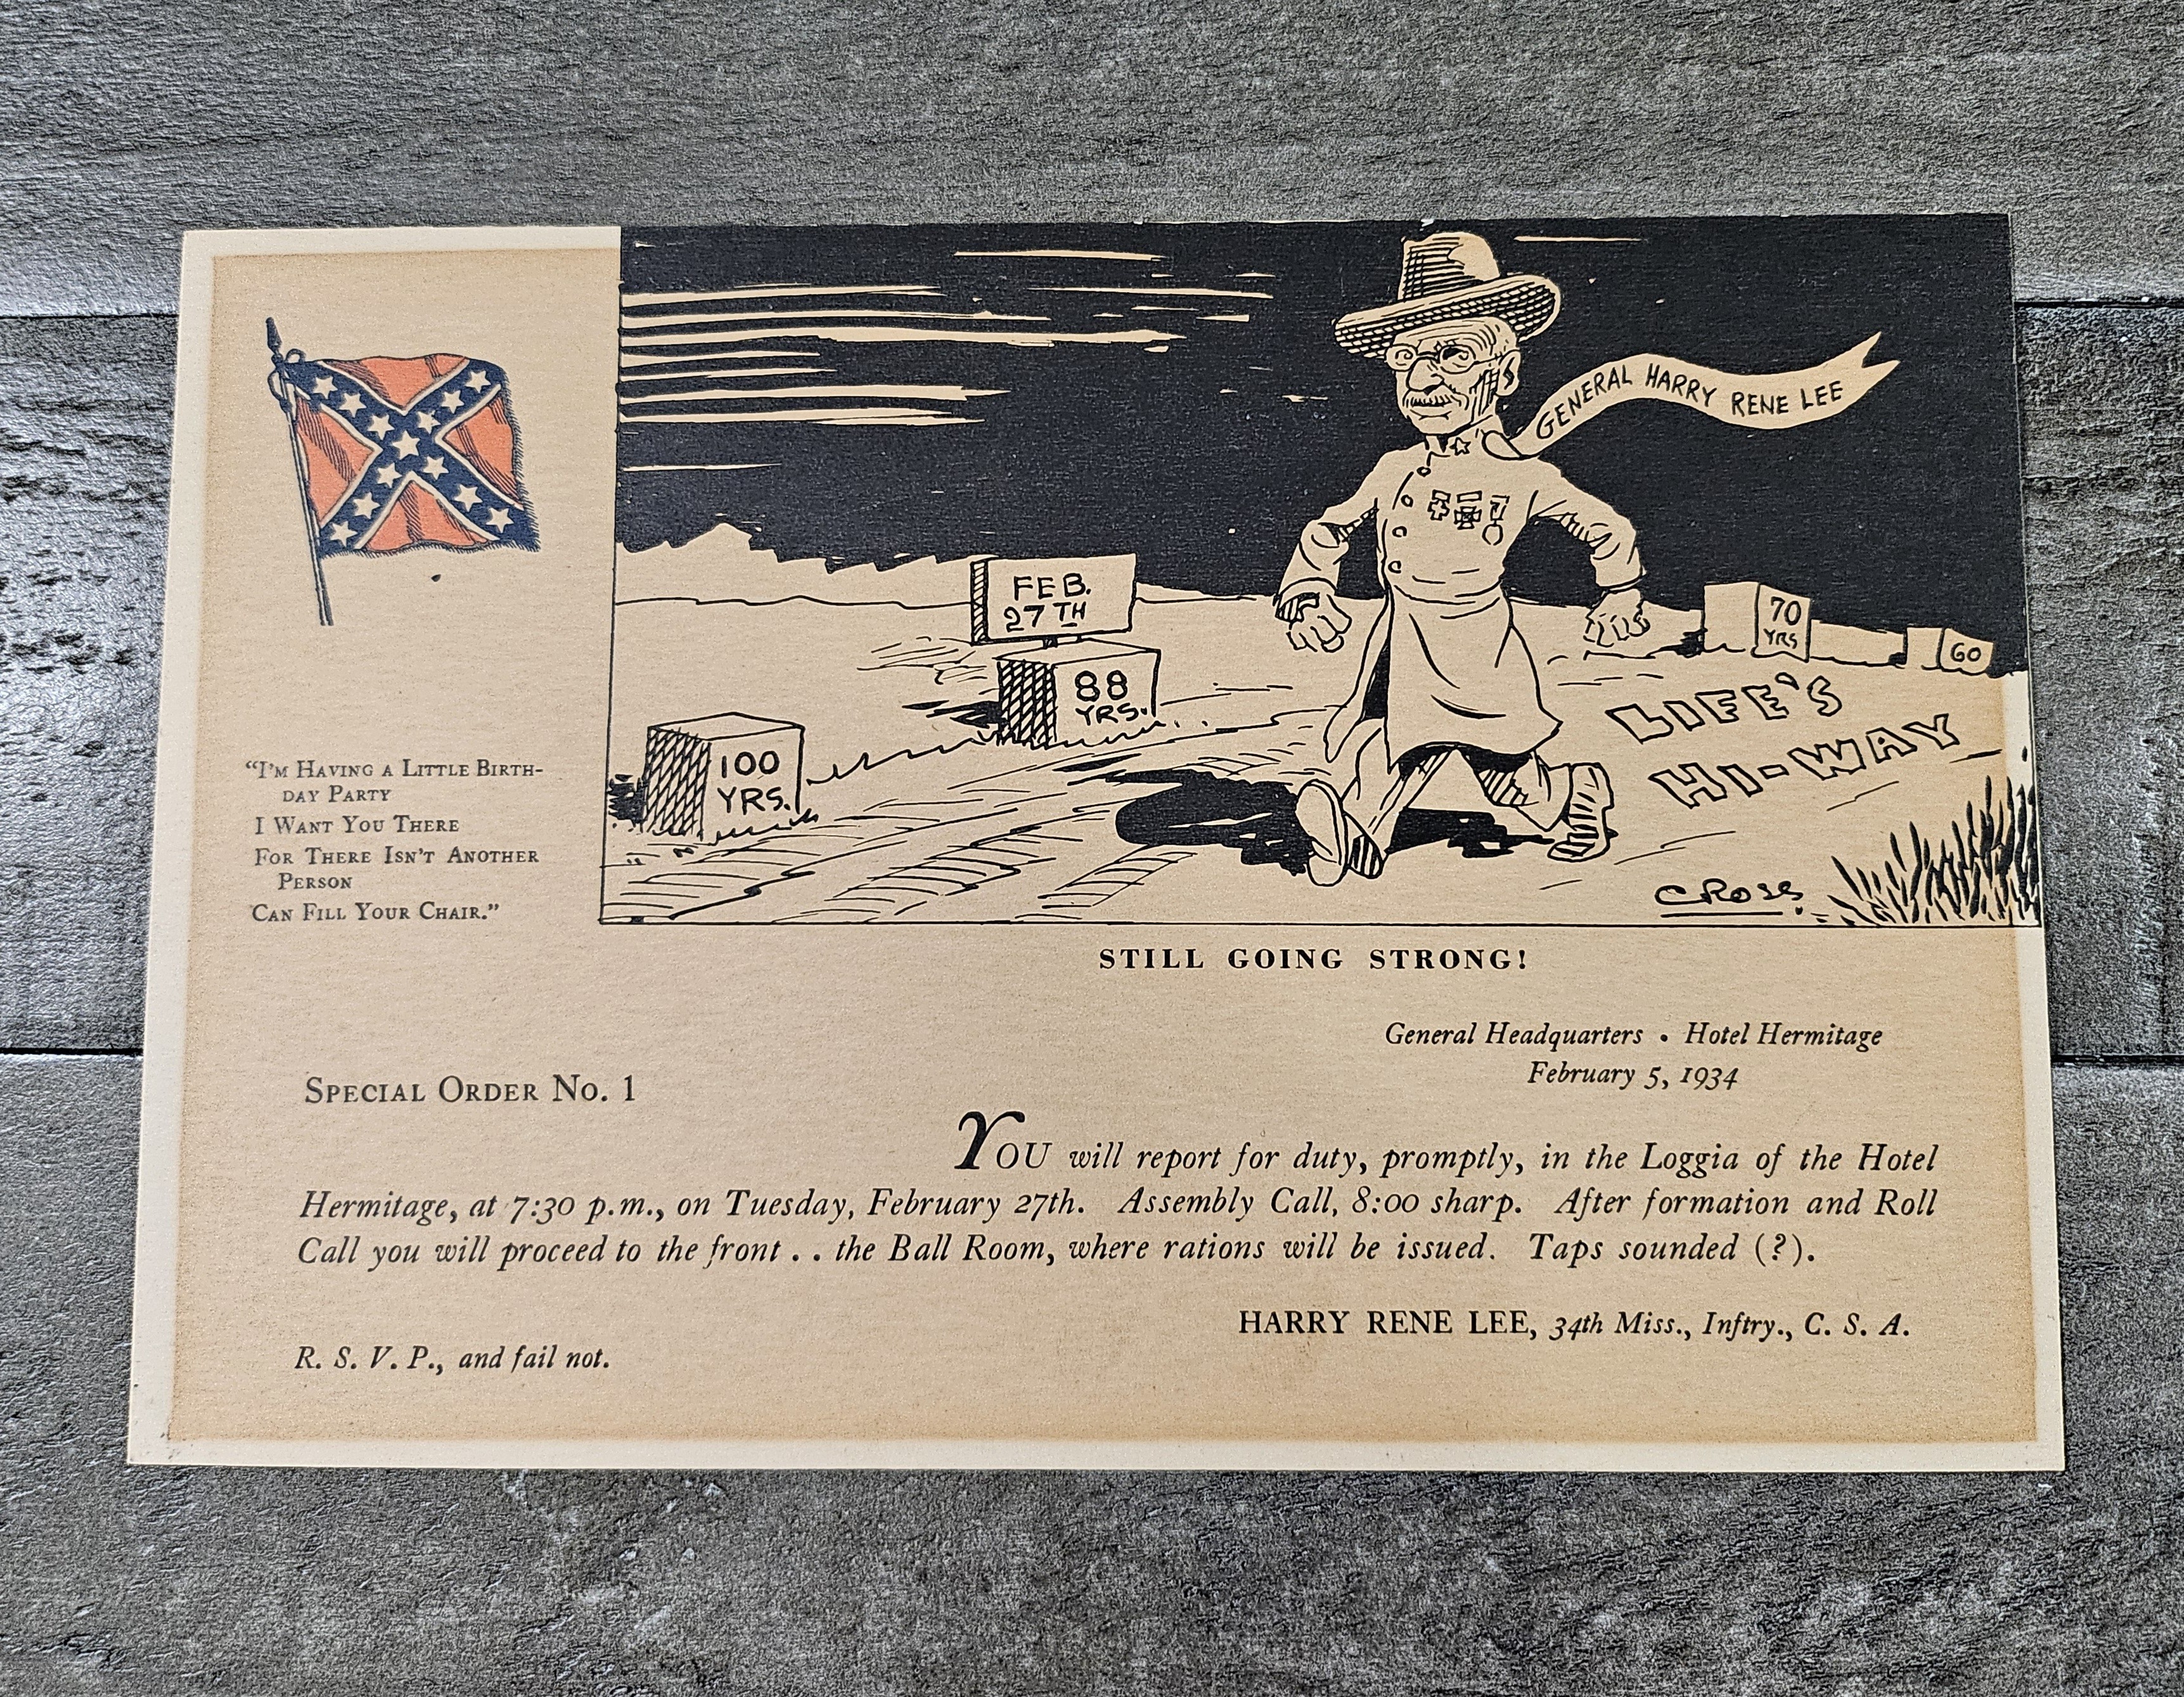 GENERAL HARRY RENE LEE
FEB.
27TH
88
YRS.
100
YRS.
70
YRS
60
LIFE'S
HI-WAY
"I'M HAVING A LITTLE BIRTH-
DAY PARTY
I WANT YOU THERE
FOR THERE ISN'T ANOTHER
PERSON
CAN FILL YOUR CHAIR."
STILL GOING STRONG!
General Headquarters • Hotel Hermitage
February 5, 1934
SPECIAL ORDER NO. 1
YOU will report for duty, promptly, in the Loggia of the Hotel
Hermitage, at 7:30 p.m., on Tuesday, February 27th. Assembly Call, 8:00 sharp. After formation and Roll
Call you will proceed to the front . . the Ball Room, where rations will be issued. Taps sounded (?).
HARRY RENE LEE, 34th Miss., Inftry., C. S. A.
R. S. V. P., and fail not.